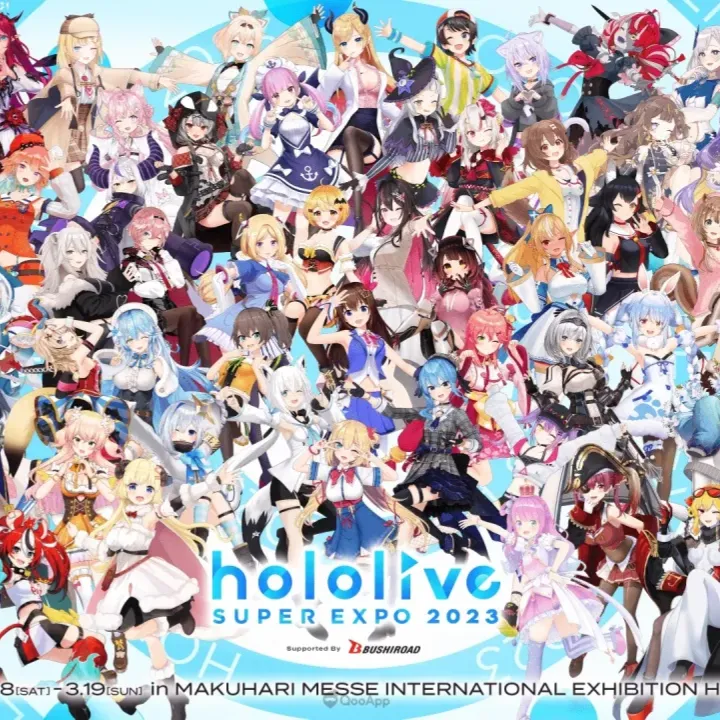 hololive
SUPER EXPO 2023
Supported By BUSHIROAD
8[SAT] - 3.19[SUN] in MAKUHARI MESSE INTERNATIONAL EXHIBITION H
QooApp